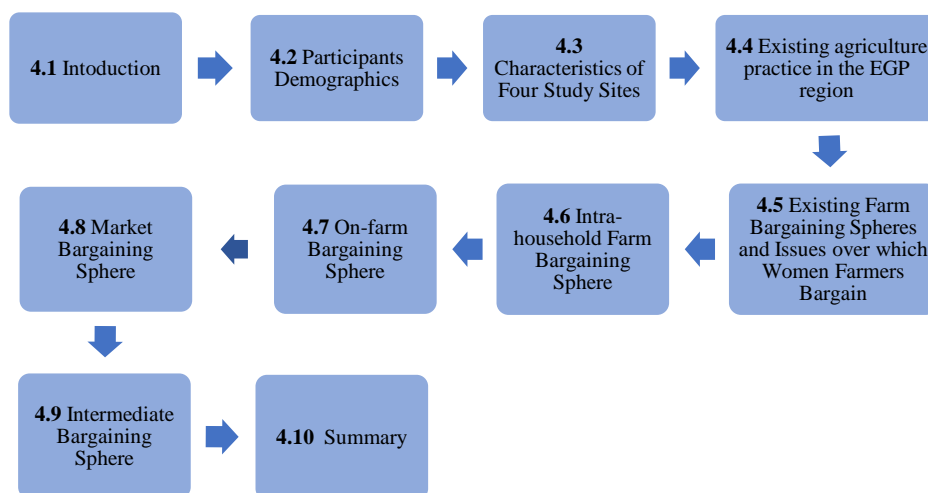 4.1 Intoduction
4.2 Participants
Demographics
4.3
Characteristics of
Four Study Sites
4.4 Existing agriculture
practice in the EGP
region
4.5 Existing Farm
Bargaining Spheres
and Issues over which
Women Farmers
Bargain
4.6 Intra-
household Farm
Bargaining
Sphere
4.7 On-farm
Bargaining
Sphere
4.8 Market
Bargaining
Sphere
4.9 Intermediate
Bargaining
Sphere
4.10 Summary